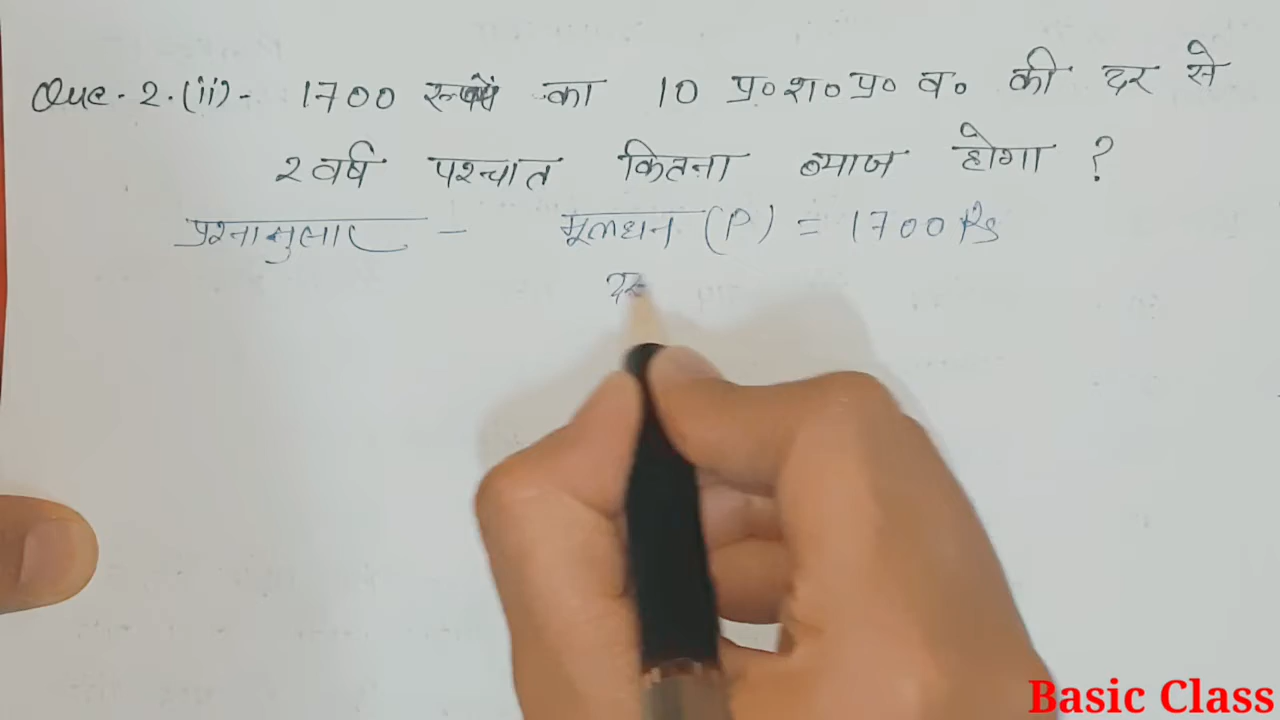 Que. 2. (ii) - 1700 रूपयें का 10 प्र० श० प्र० व० की दर से
2 वर्ष पश्चात कितना ब्याज होगा ?
प्रश्नानुसार - मूलधन (P) = 1700 Rs
दर
Basic Class